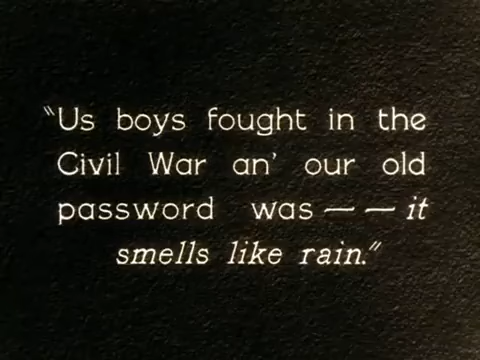 "Us boys fought in the
Civil War an' our old
password was — — it
smells like rain."